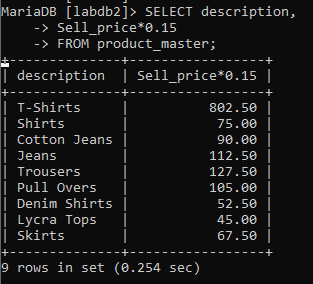 MariaDB [labdb2]> SELECT description,
    -> Sell_price*0.15
    -> FROM product_master;
+--------------+-----------------+
| description  | Sell_price*0.15 |
+--------------+-----------------+
| T-Shirts     |          802.50 |
| Shirts       |           75.00 |
| Cotton Jeans |           90.00 |
| Jeans        |          112.50 |
| Trousers     |          127.50 |
| Pull Overs   |          105.00 |
| Denim Shirts |           52.50 |
| Lycra Tops   |           45.00 |
| Skirts       |           67.50 |
+--------------+-----------------+
9 rows in set (0.254 sec)